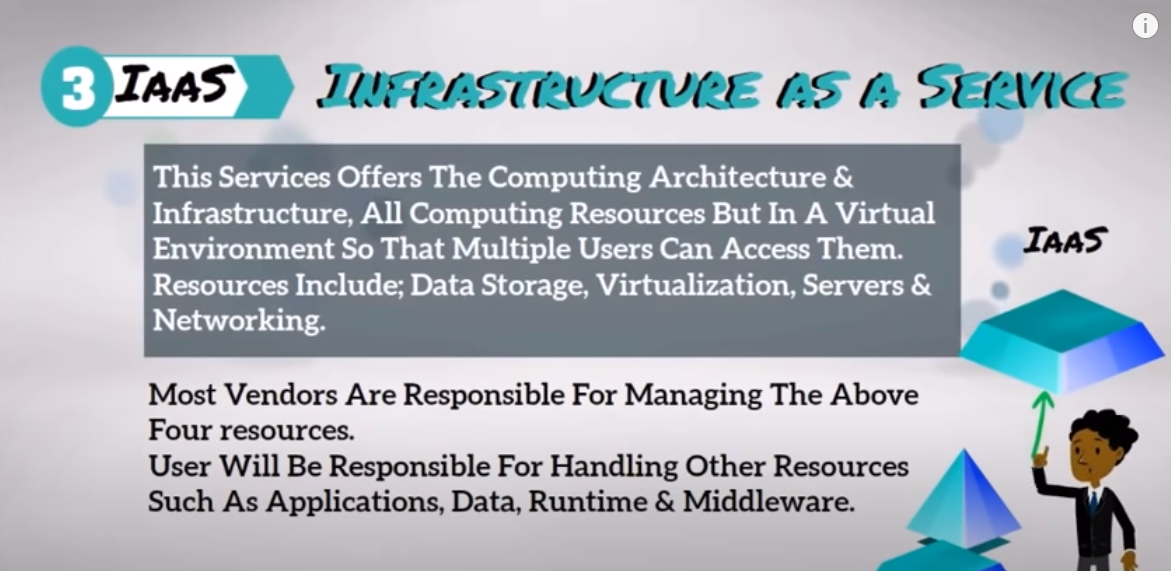 3 IAAS INFRASTRUCTURE AS A SERVICE
This Services Offers The Computing Architecture &
Infrastructure, All Computing Resources But In A Virtual
Environment So That Multiple Users Can Access Them.
Resources Include; Data Storage, Virtualization, Servers &
Networking.
IAAS
Most Vendors Are Responsible For Managing The Above
Four resources.
User Will Be Responsible For Handling Other Resources
Such As Applications, Data, Runtime & Middleware.